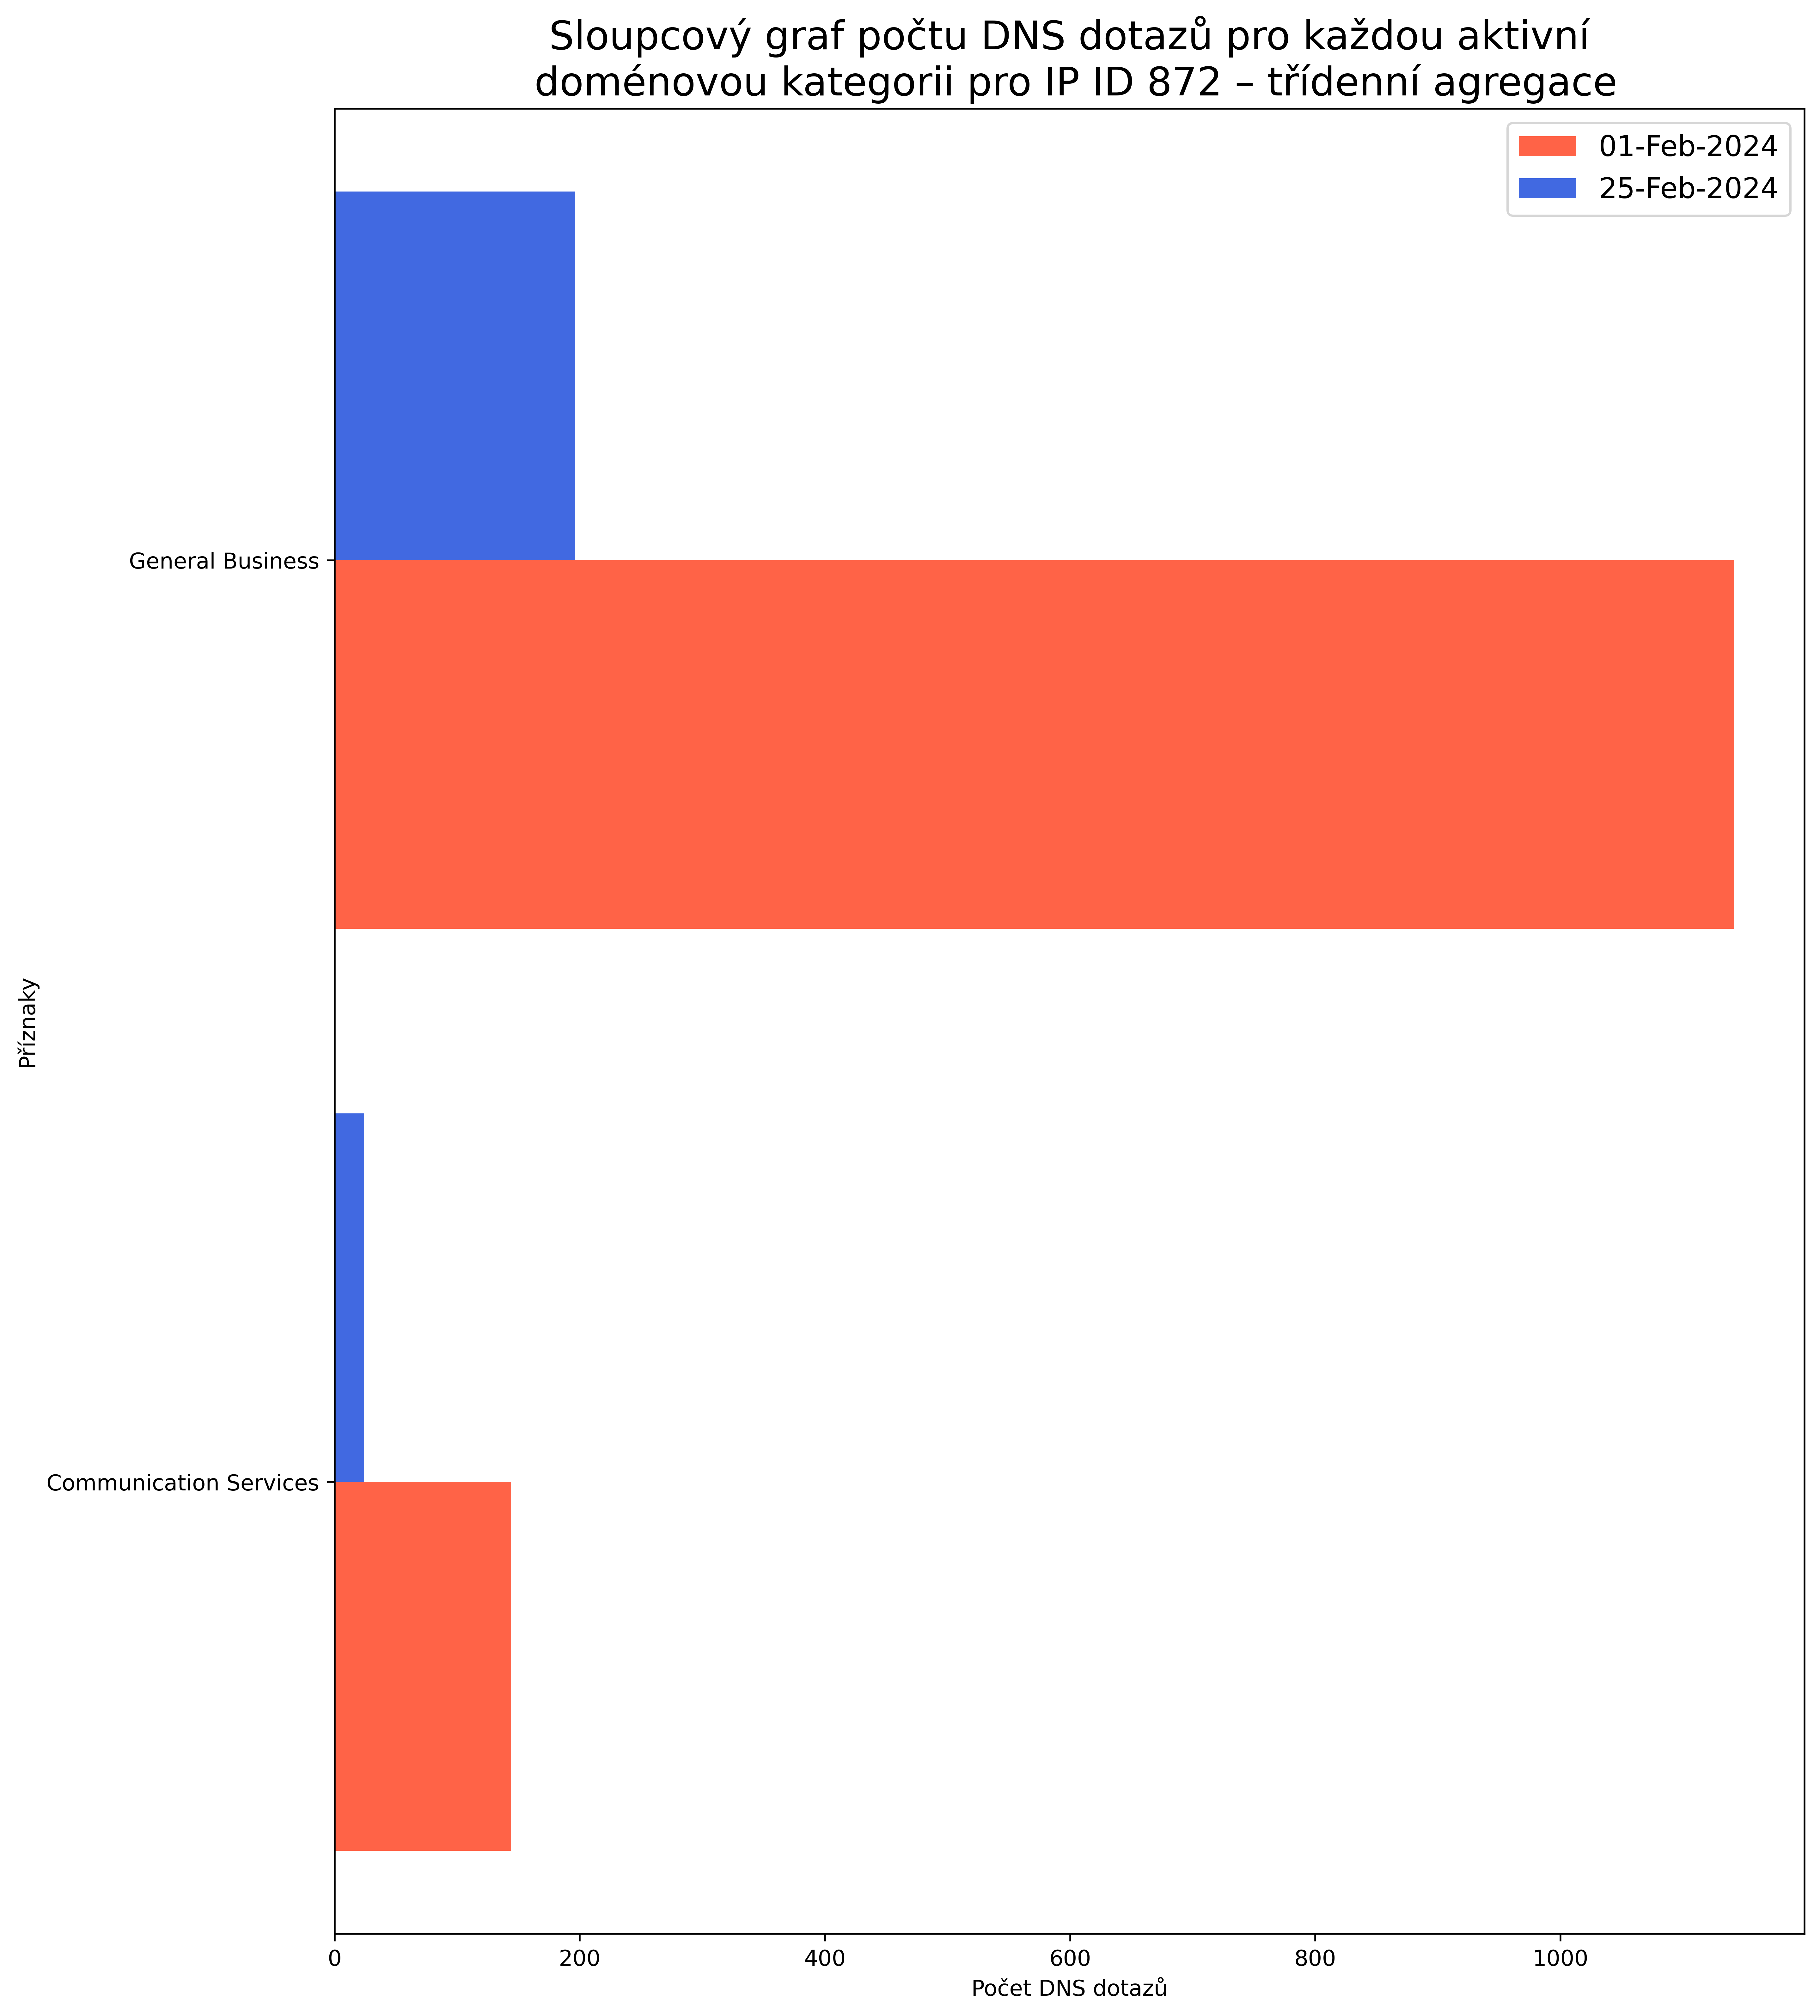 Sloupcový graf počtu DNS dotazů pro každou aktivní
doménovou kategorii pro IP ID 872 – třídenní agregace
01-Feb-2024
25-Feb-2024
General Business
Příznaky
Communication Services
0 200 400 600 800 1000
Počet DNS dotazů